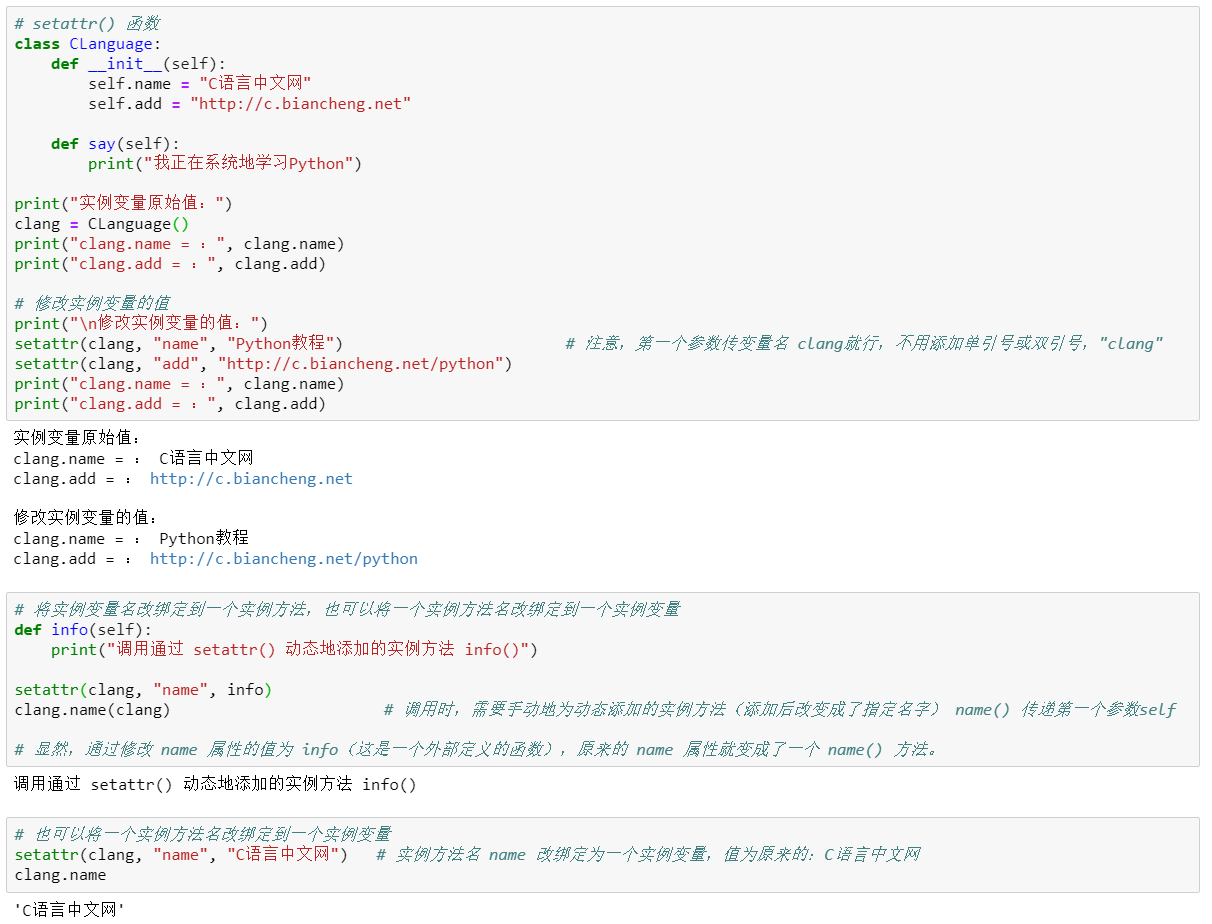 # setattr() 函数
class CLanguage:
    def __init__(self):
        self.name = "C语言中文网"
        self.add = "http://c.biancheng.net"
    def say(self):
        print("我正在系统地学习Python")
print("实例变量原始值：")
clang = CLanguage()
print("clang.name = ：", clang.name)
print("clang.add = ：", clang.add)
# 修改实例变量的值
print("\n修改实例变量的值：")
setattr(clang, "name", "Python教程") # 注意，第一个参数传变量名 clang就行，不用添加单引号或双引号，"clang"
setattr(clang, "add", "http://c.biancheng.net/python")
print("clang.name = ：", clang.name)
print("clang.add = ：", clang.add)
实例变量原始值：
clang.name = ： C语言中文网
clang.add = ： http://c.biancheng.net
修改实例变量的值：
clang.name = ： Python教程
clang.add = ： http://c.biancheng.net/python
# 将实例变量名改绑定到一个实例方法，也可以将一个实例方法名改绑定到一个实例变量
def info(self):
    print("调用通过 setattr() 动态地添加的实例方法 info()")
setattr(clang, "name", info)
clang.name(clang) # 调用时，需要手动地为动态添加的实例方法（添加后改变成了指定名字） name() 传递第一个参数self
# 显然，通过修改 name 属性的值为 info（这是一个外部定义的函数），原来的 name 属性就变成了一个 name() 方法。
调用通过 setattr() 动态地添加的实例方法 info()
# 也可以将一个实例方法名改绑定到一个实例变量
setattr(clang, "name", "C语言中文网") # 实例方法名 name 改绑定为一个实例变量，值为原来的：C语言中文网
clang.name
'C语言中文网'